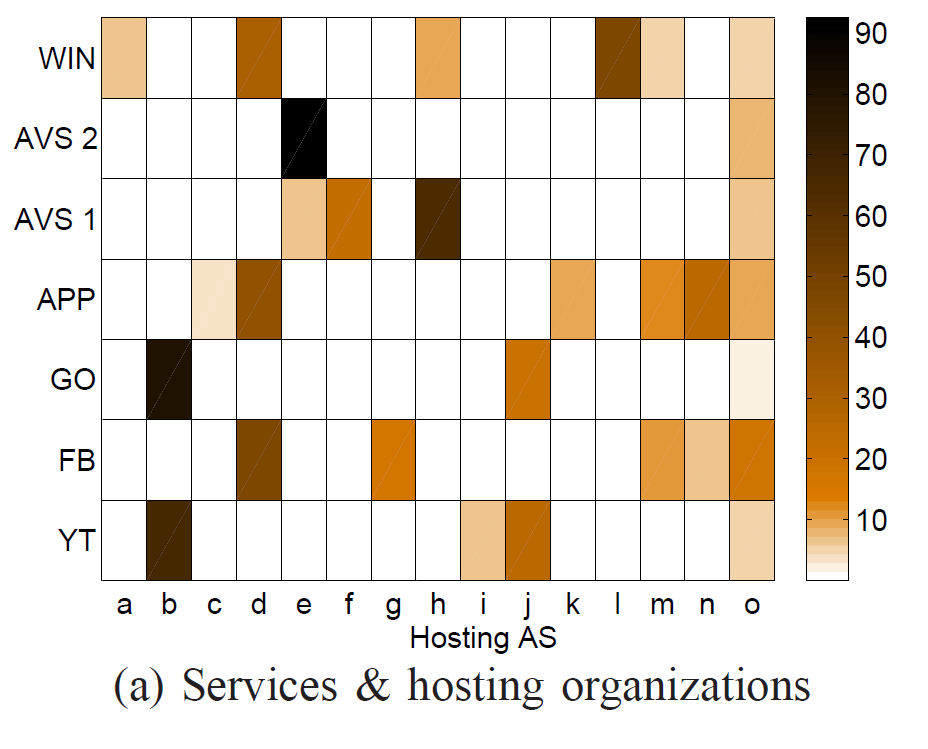 WIN
AVS 2
AVS 1
APP
GO
FB
YT
a b c d e f g h i j k l m n o
Hosting AS
90
80
70
60
50
40
30
20
10
(a) Services & hosting organizations